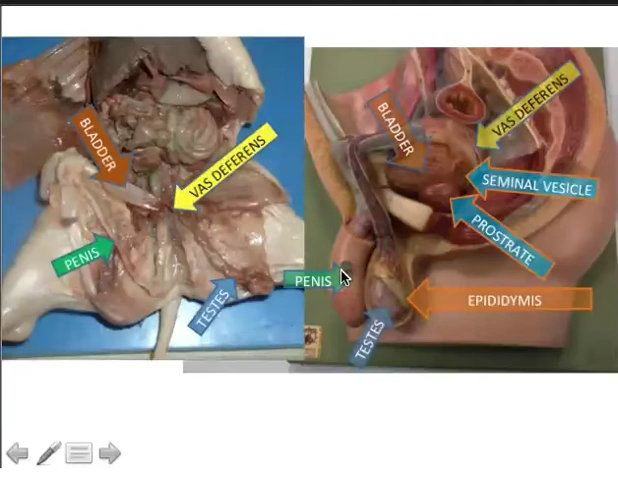 BLADDER
VAS DEFERENS
PENIS
TESTES
BLADDER
VAS DEFERENS
SEMINAL VESICLE
PROSTRATE
PENIS
EPIDIDYMIS
TESTES